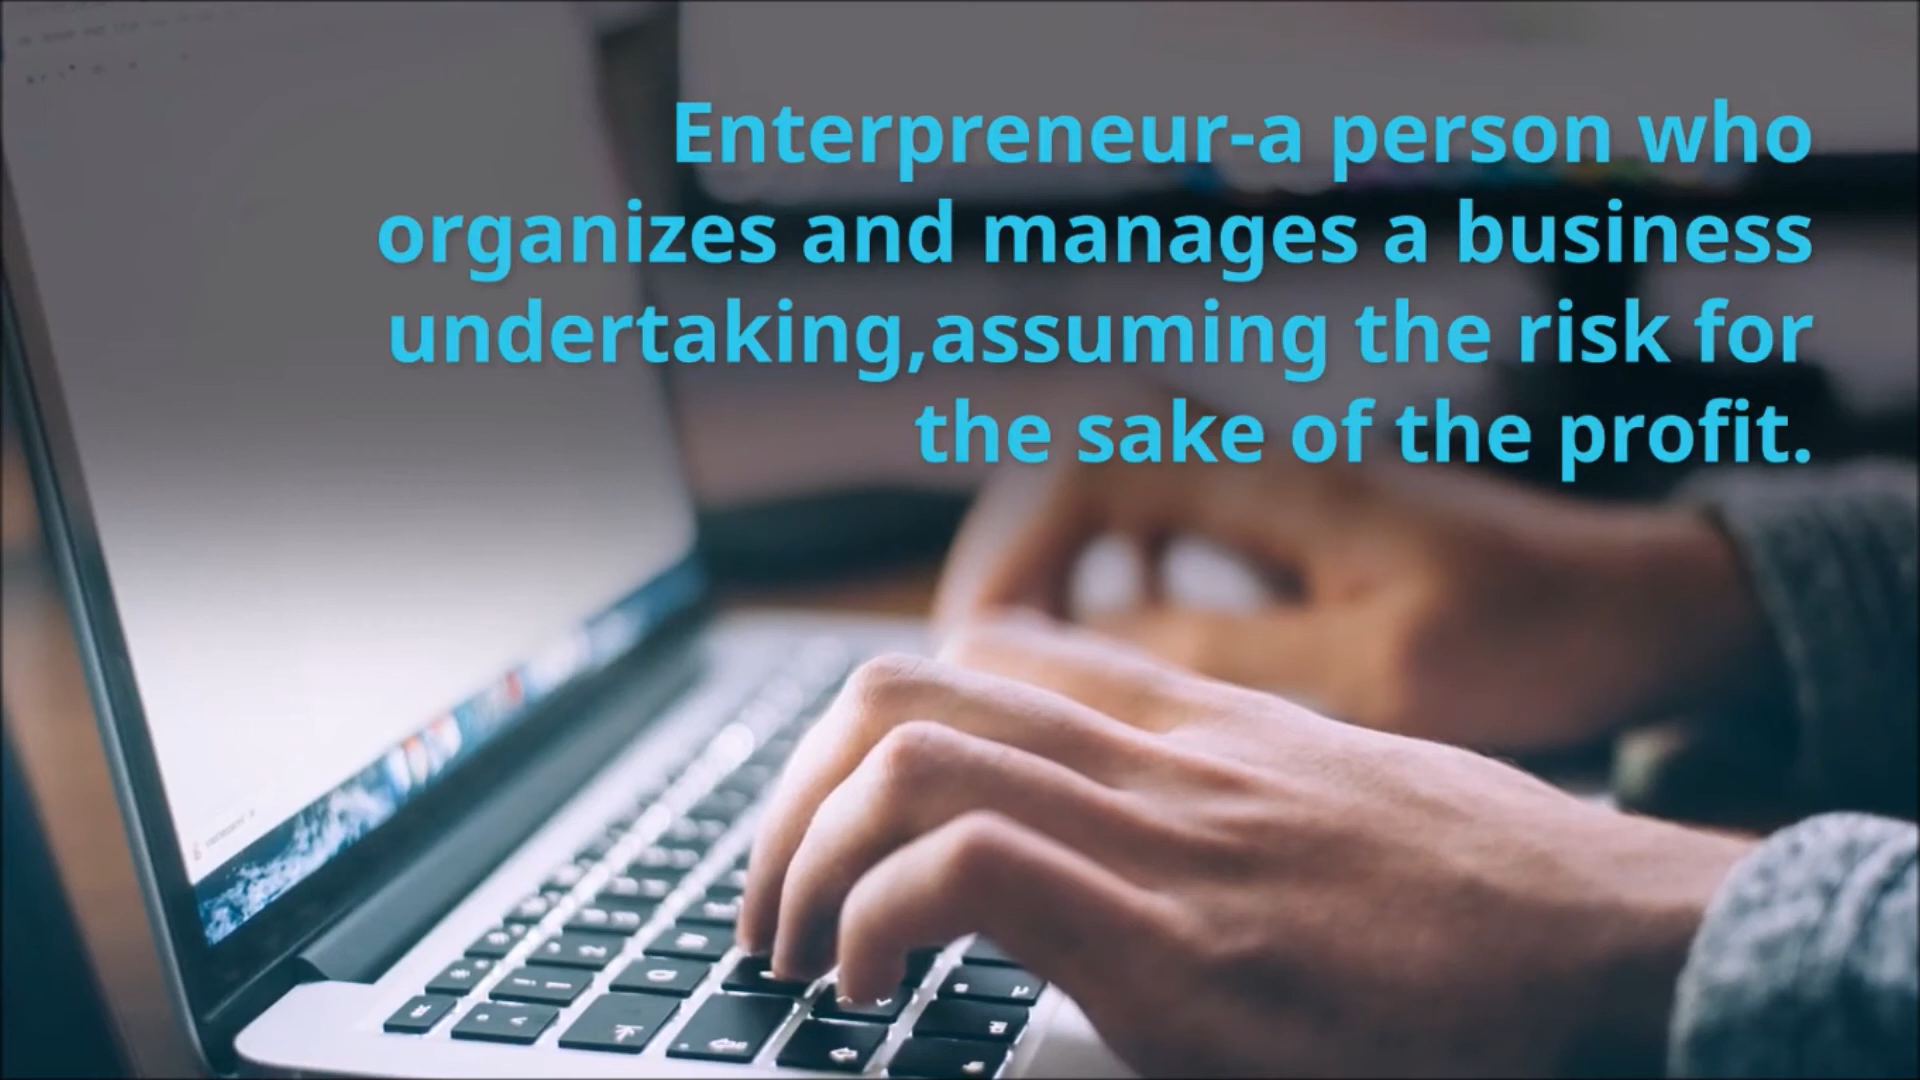 Enterpreneur-a person who
organizes and manages a business
undertaking,assuming the risk for
the sake of the profit.